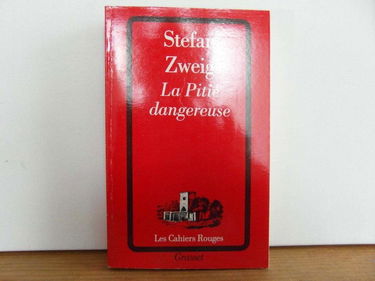 Stefan
Zweig
La Pitié
dangereuse
Les Cahiers Rouges
Grasset